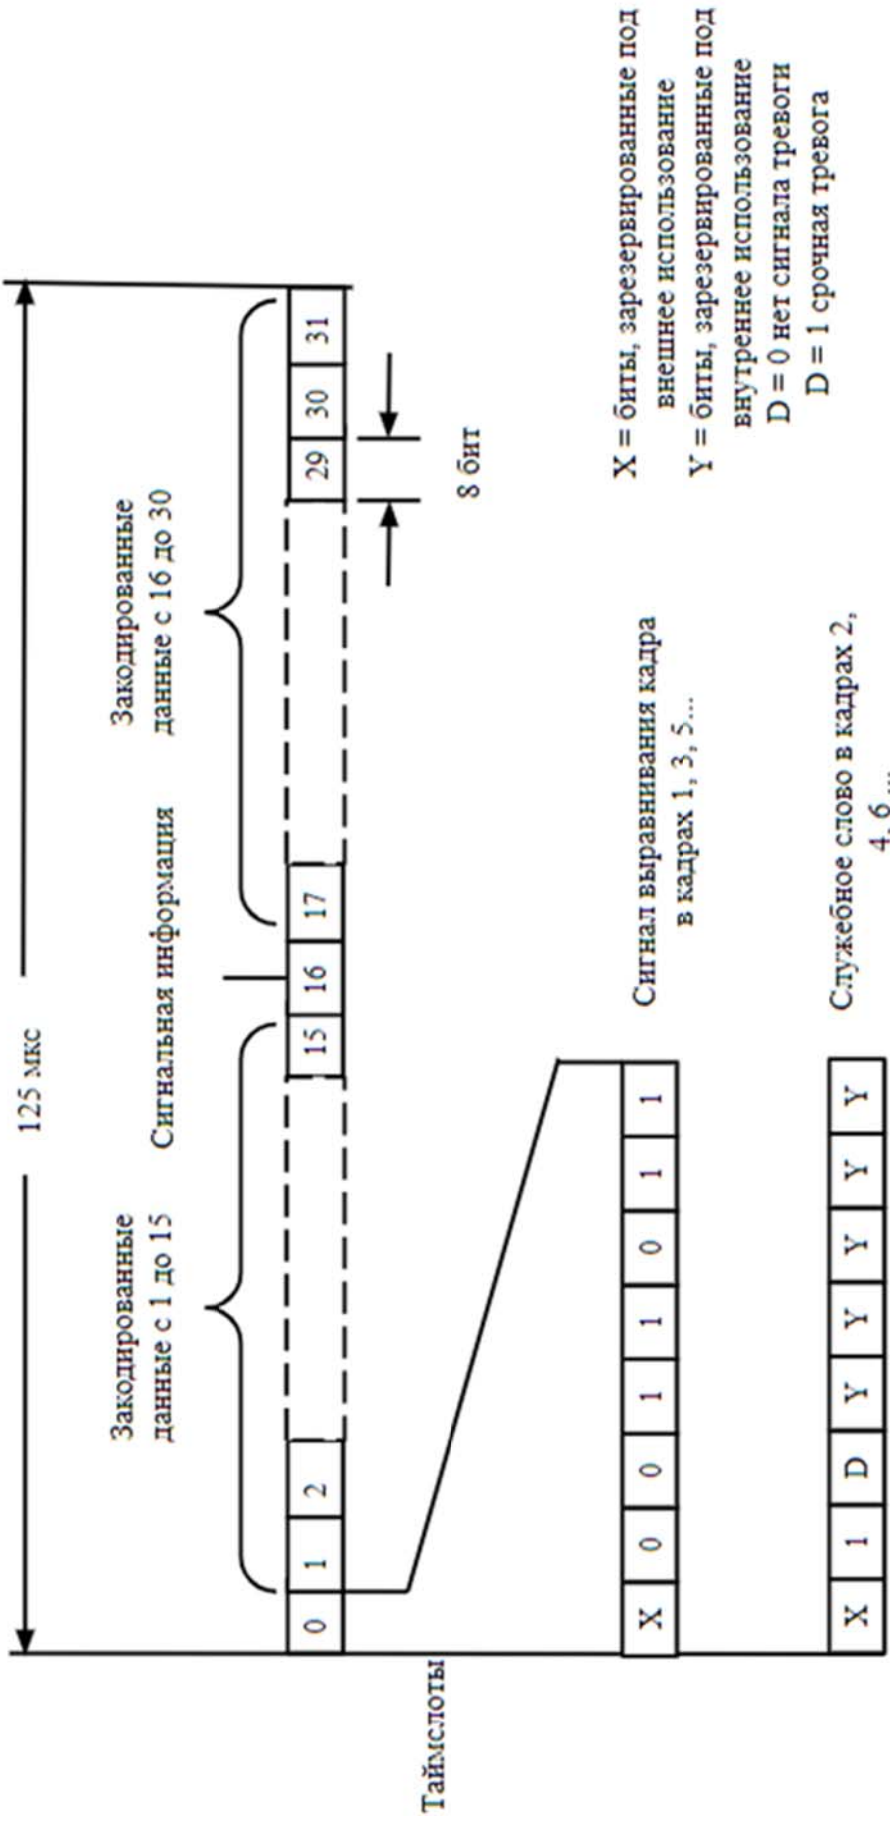 125 мкс
Закодированные
данные с 1 до 15
Сигнальная информация
Закодированные
данные с 16 до 30
0 1 2 15 16 17 29 30 31
Таймслоты
8 бит
X 0 0 1 1 0 1 1
Сигнал выравнивания кадра
в кадрах 1, 3, 5...
X 1 D Y Y Y Y Y
Служебное слово в кадрах 2,
4, 6 ...
X = биты, зарезервированные под
внешнее использование
Y = биты, зарезервированные под
внутреннее использование
D = 0 нет сигнала тревоги
D = 1 срочная тревога